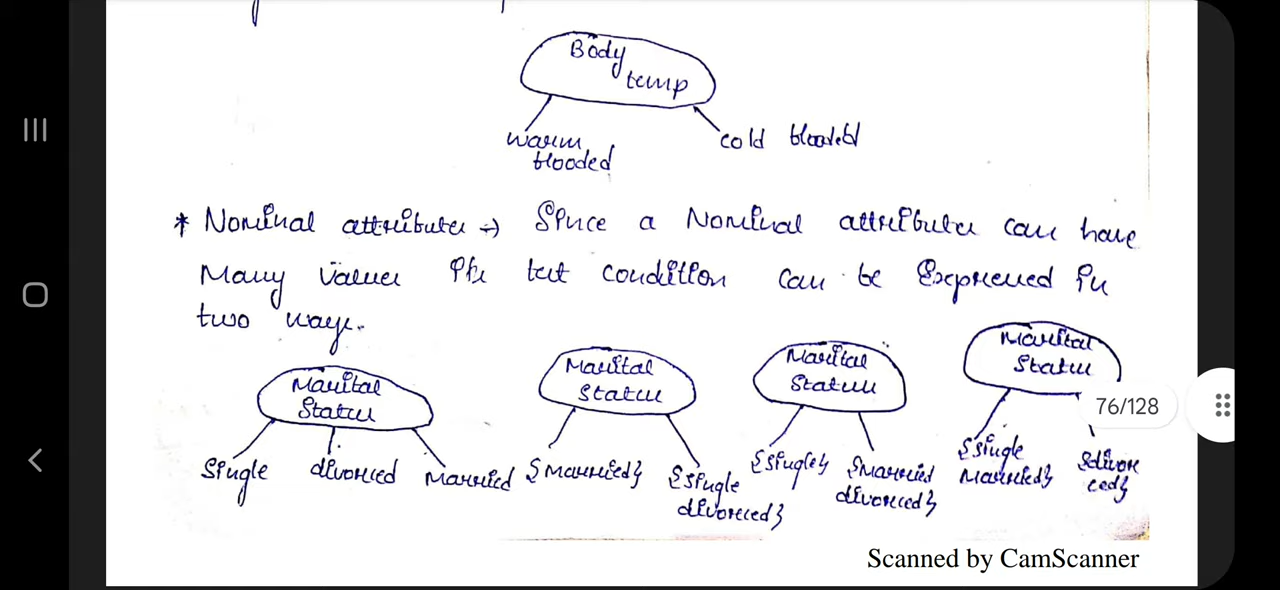 Body
temp
warm
blooded
cold blooded
* Nominal attributes → Since a Nominal attributes can have
Many values the test condition can be Expressed in
two ways.
Marital
Status
Single divorced Married
Marital
Status
{Married} {single
divorced}
Marital
Status
{single} {Married
divorced}
Marital
Status
{single
Married} {divor
ced}
76/128
Scanned by CamScanner